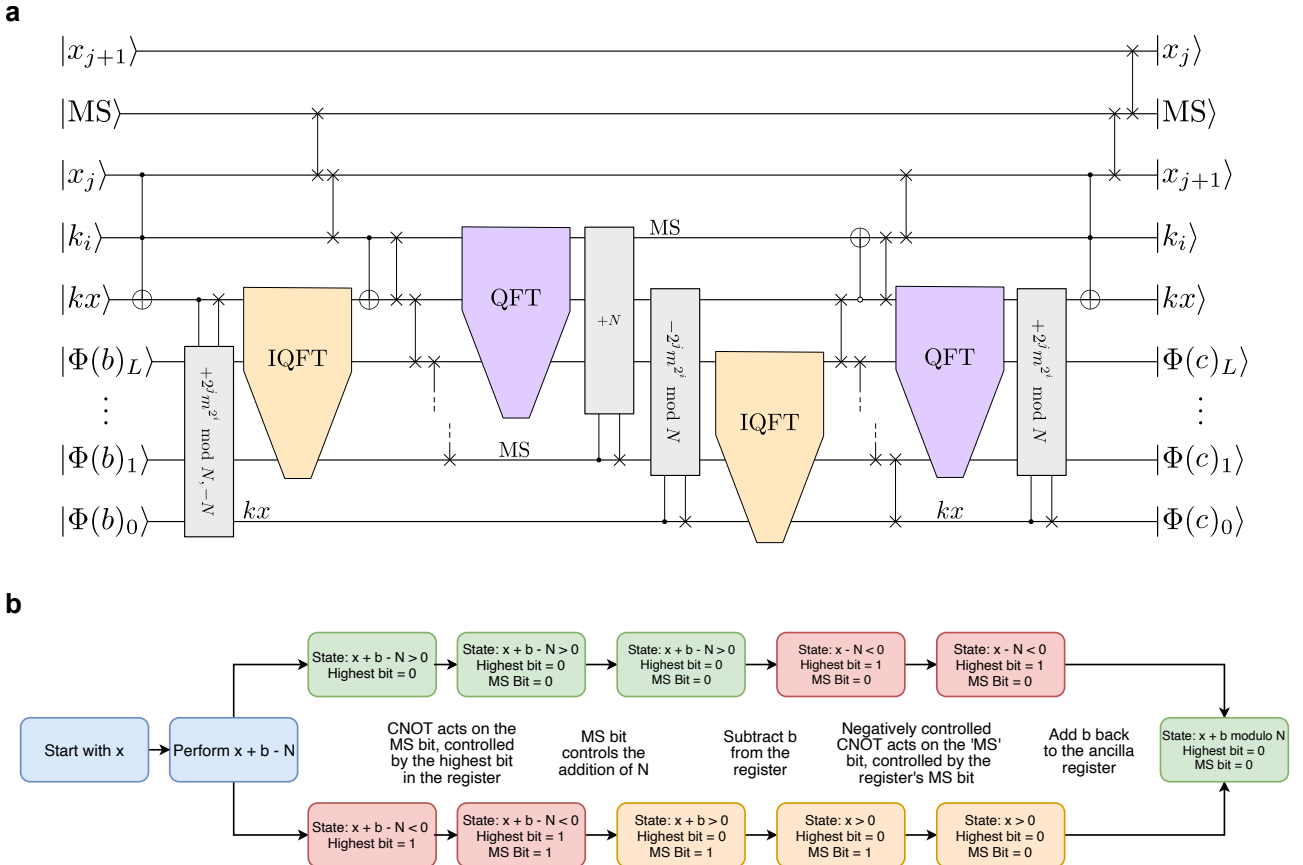 a
|x_{j+1}⟩
|x_j⟩
|MS⟩
|MS⟩
|x_j⟩
|x_{j+1}⟩
|k_i⟩
MS
|k_i⟩
|kx⟩
QFT
+N
|kx⟩
|Φ(b)_L⟩
+2^j m^{2^i} mod N, −N
IQFT
−2^j m^{2^i} mod N
QFT
+2^j m^{2^i} mod N
|Φ(c)_L⟩
⋮
IQFT
⋮
|Φ(b)_1⟩
MS
|Φ(c)_1⟩
|Φ(b)_0⟩
kx
kx
|Φ(c)_0⟩
b
Start with x
Perform x + b - N
State: x + b - N > 0
Highest bit = 0
State: x + b - N > 0
Highest bit = 0
MS Bit = 0
State: x + b - N > 0
Highest bit = 0
MS Bit = 0
State: x - N < 0
Highest bit = 1
MS Bit = 0
State: x - N < 0
Highest bit = 1
MS Bit = 0
CNOT acts on the
MS bit, controlled
by the highest bit
in the register
MS bit
controls the
addition of N
Subtract b
from the
register
Negatively controlled
CNOT acts on the 'MS'
bit, controlled by the
register's MS bit
Add b back
to the ancilla
register
State: x + b modulo N
Highest bit = 0
MS bit = 0
State: x + b - N < 0
Highest bit = 1
State: x + b - N < 0
Highest bit = 1
MS Bit = 1
State: x + b > 0
Highest bit = 0
MS Bit = 1
State: x > 0
Highest bit = 0
MS Bit = 1
State: x > 0
Highest bit = 0
MS Bit = 0